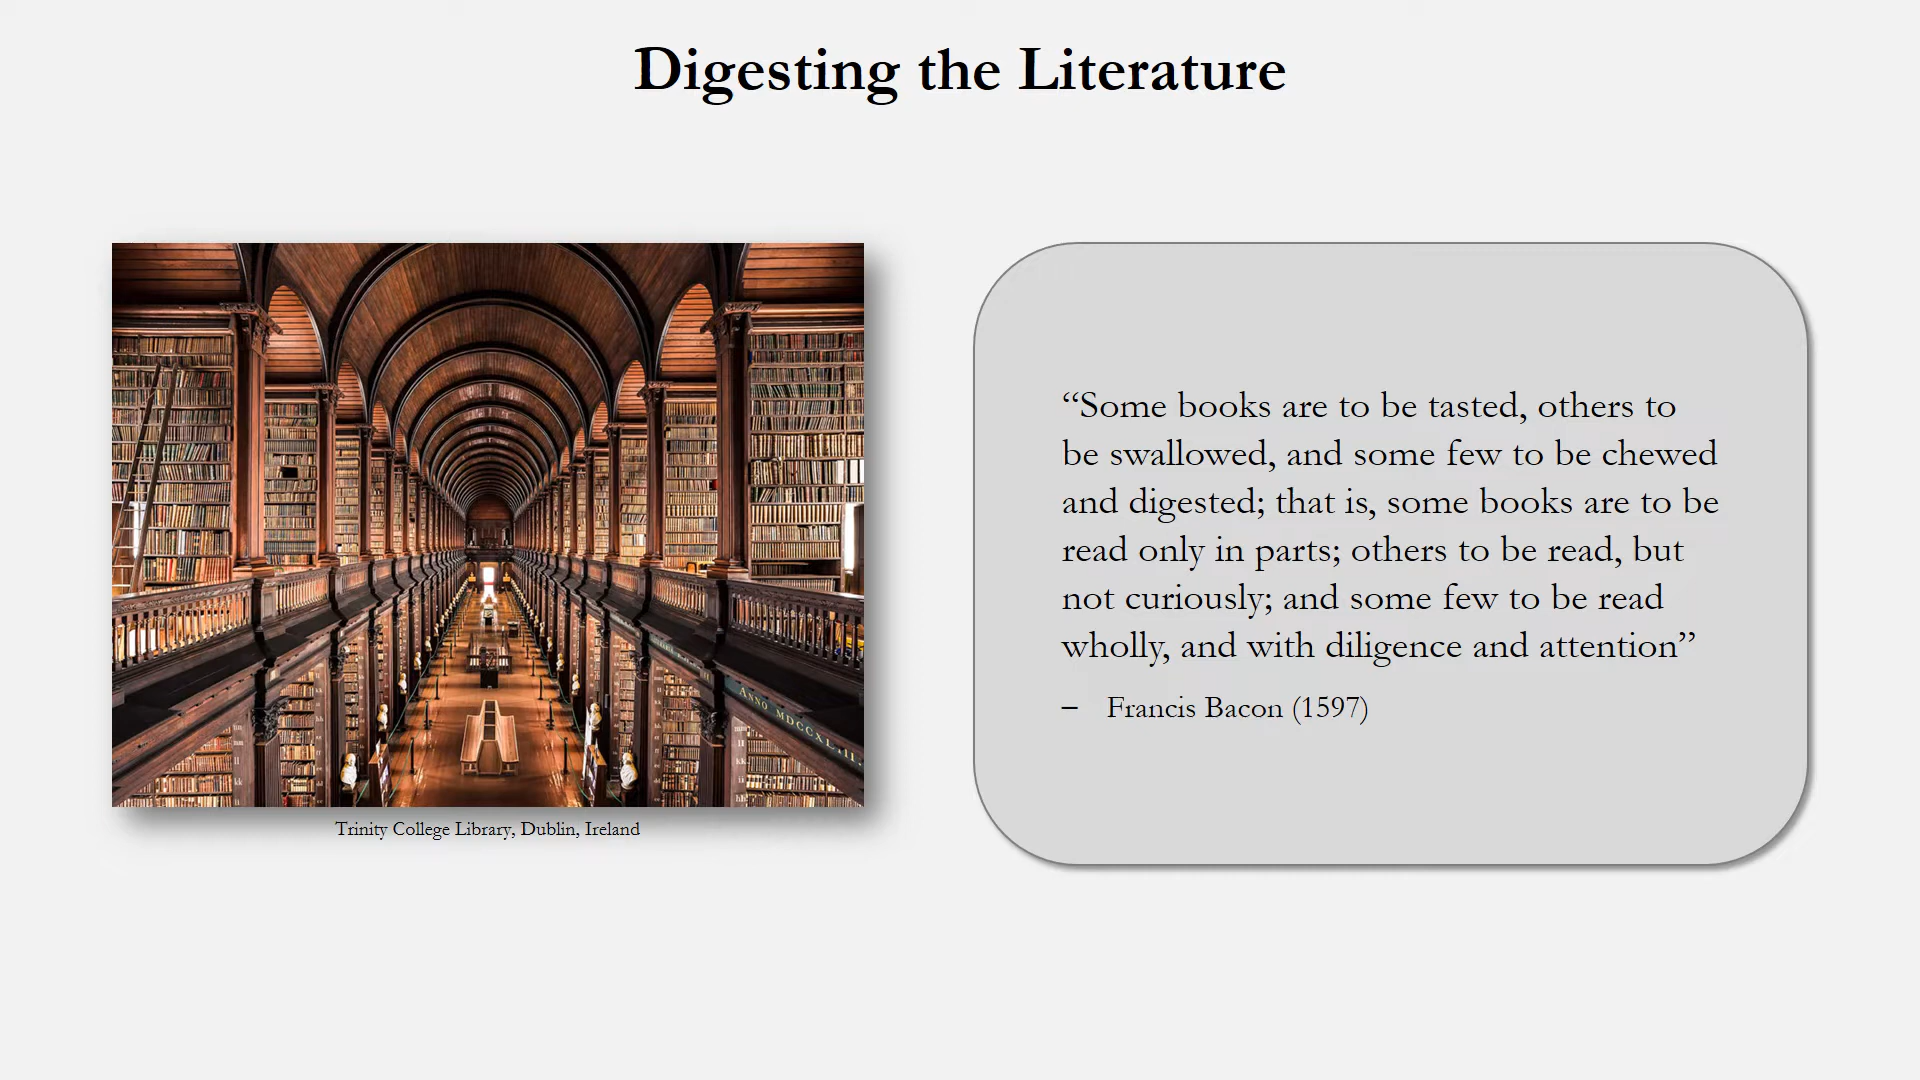 Digesting the Literature
“Some books are to be tasted, others to
be swallowed, and some few to be chewed
and digested; that is, some books are to be
read only in parts; others to be read, but
not curiously; and some few to be read
wholly, and with diligence and attention”
– Francis Bacon (1597)
Trinity College Library, Dublin, Ireland